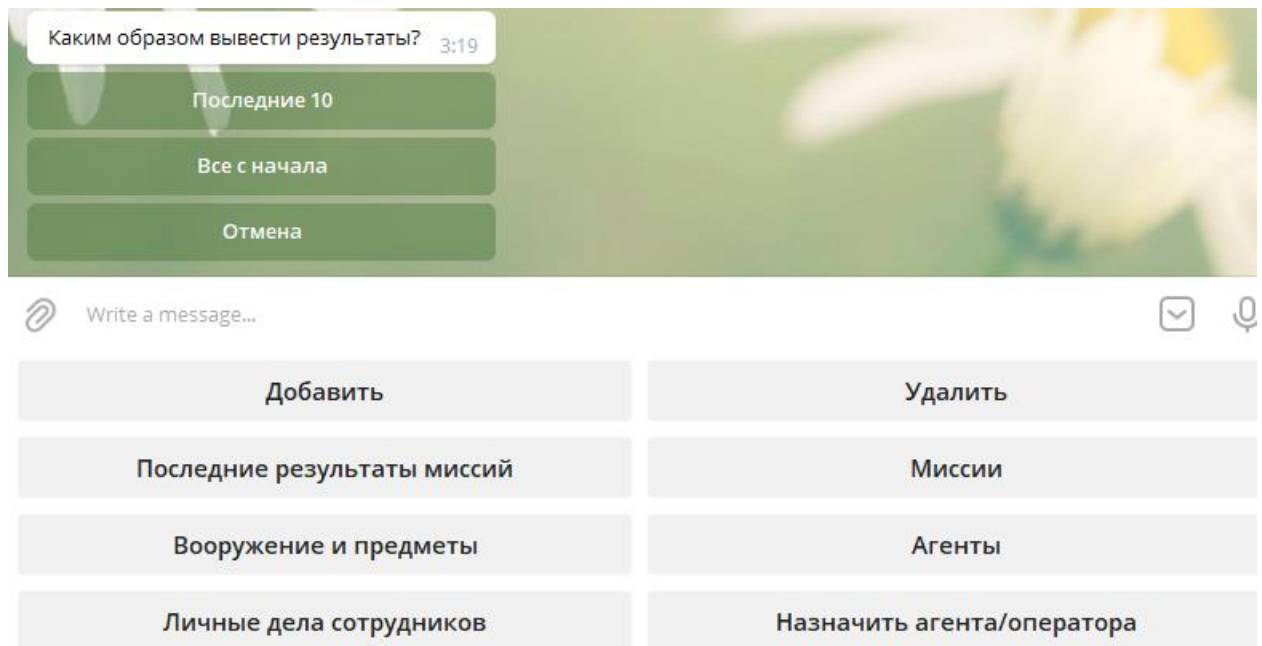 Каким образом вывести результаты? 3:19
Последние 10
Все с начала
Отмена
Write a message...
Добавить
Удалить
Последние результаты миссий
Миссии
Вооружение и предметы
Агенты
Личные дела сотрудников
Назначить агента/оператора